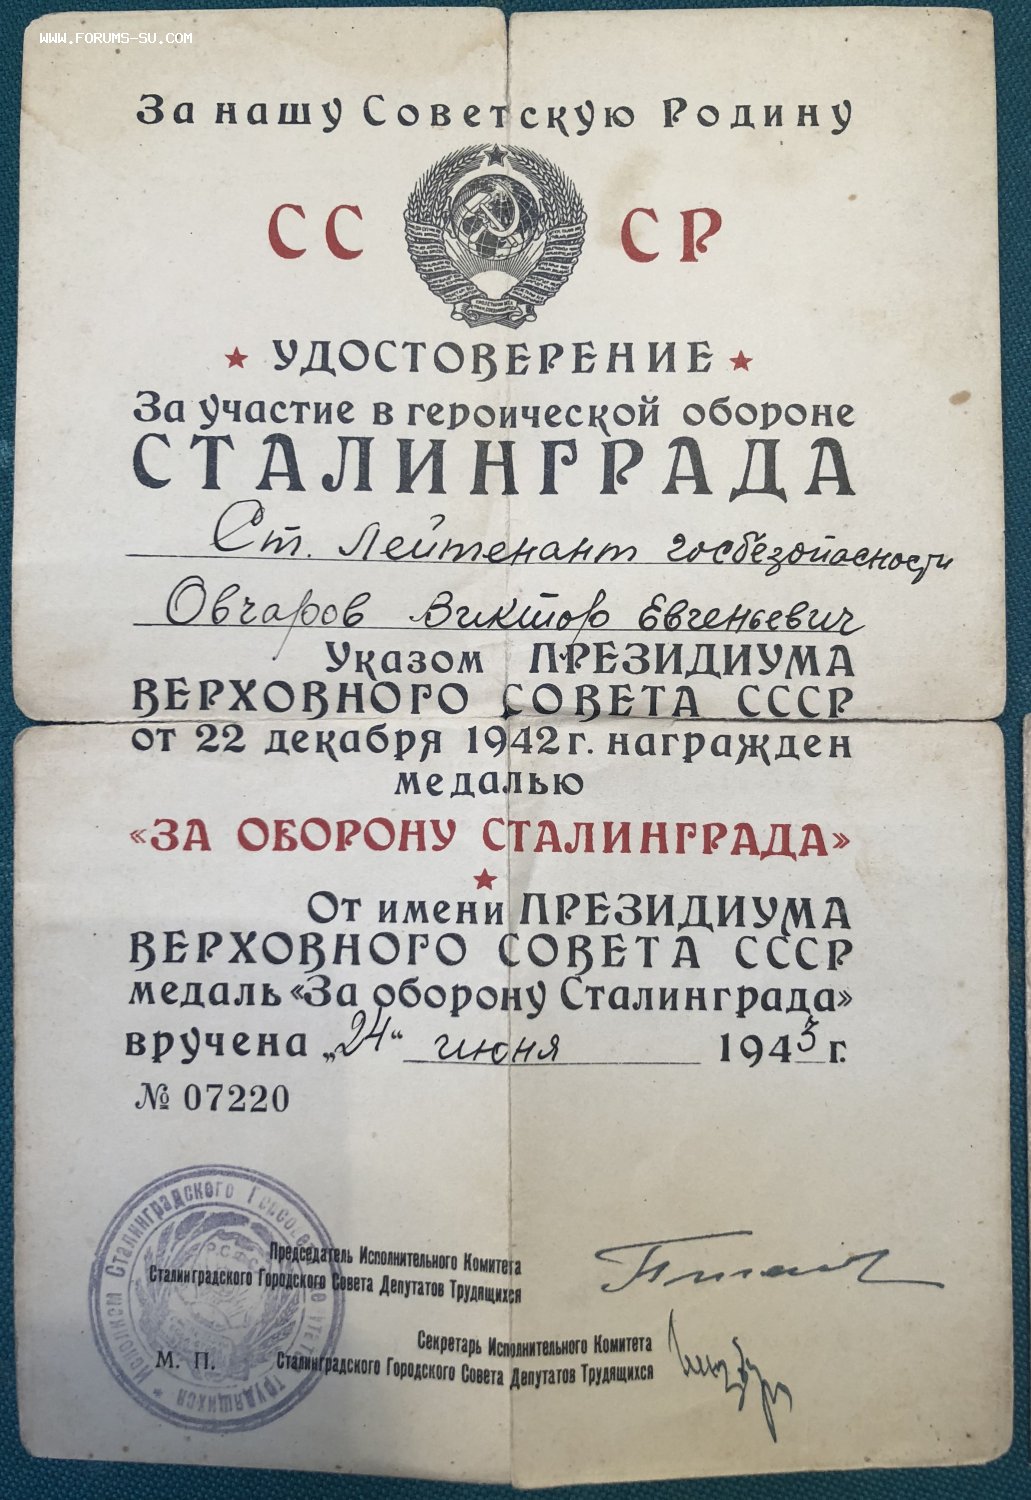 WWW.FORUMS-SU.COM
За нашу Советскую Родину
СС СР
УДОСТОВЕРЕНИЕ
За участие в героической обороне
СТАЛИНГРАДА
Ст. Лейтенант госбезопасности
Овчаров Виктор Евгеньевич
Указом ПРЕЗИДИУМА
ВЕРХОВНОГО СОВЕТА СССР
от 22 декабря 1942 г. награжден
медалью
«ЗА ОБОРОНУ СТАЛИНГРАДА»
От имени ПРЕЗИДИУМА
ВЕРХОВНОГО СОВЕТА СССР
медаль «За оборону Сталинграда»
вручена „24“ июня 1943 г.
№ 07220
Председатель Исполнительного Комитета
Сталинградского Городского Совета Депутатов Трудящихся
Секретарь Исполнительного Комитета
М. П. Сталинградского Городского Совета Депутатов Трудящихся
Исполком Сталинградского Трудящихся